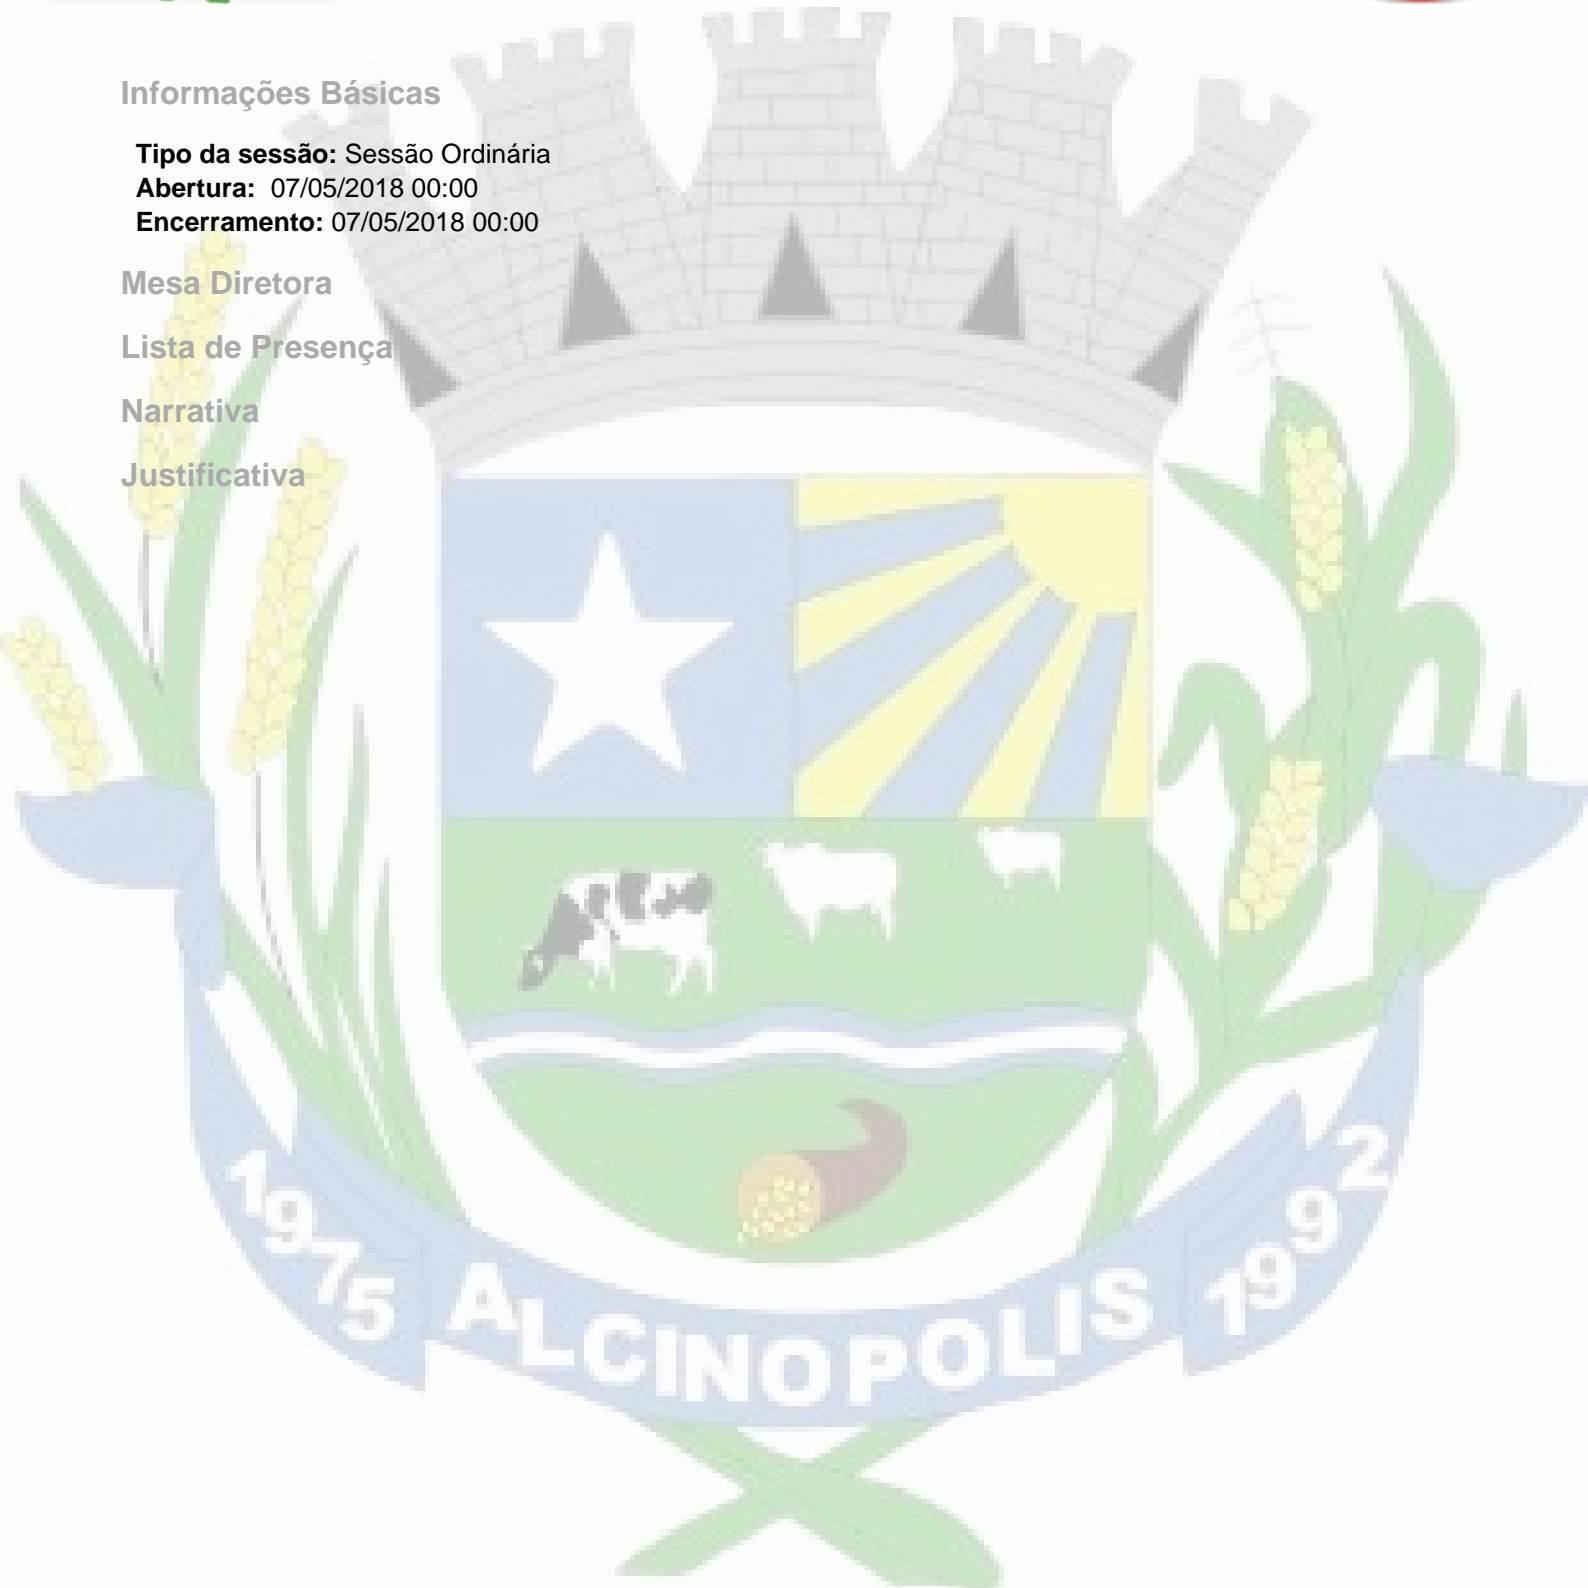 Informações Básicas
Tipo da sessão: Sessão Ordinária
Abertura: 07/05/2018 00:00
Encerramento: 07/05/2018 00:00
Mesa Diretora
Lista de Presença
Narrativa
Justificativa
1975 ALCINOPOLIS 1992